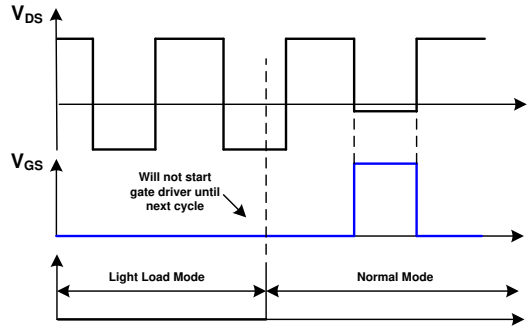 VDS
VGS
Will not start
gate driver until
next cycle
Light Load Mode
Normal Mode